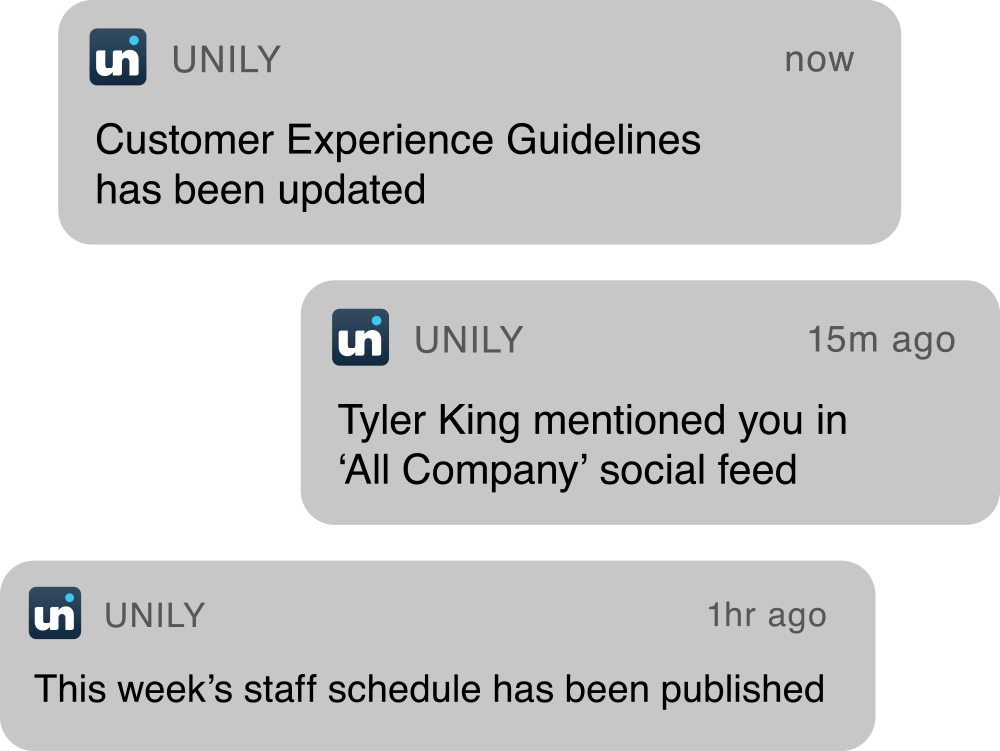 un UNILY now
Customer Experience Guidelines
has been updated
un UNILY 15m ago
Tyler King mentioned you in
‘All Company’ social feed
un UNILY 1hr ago
This week’s staff schedule has been published